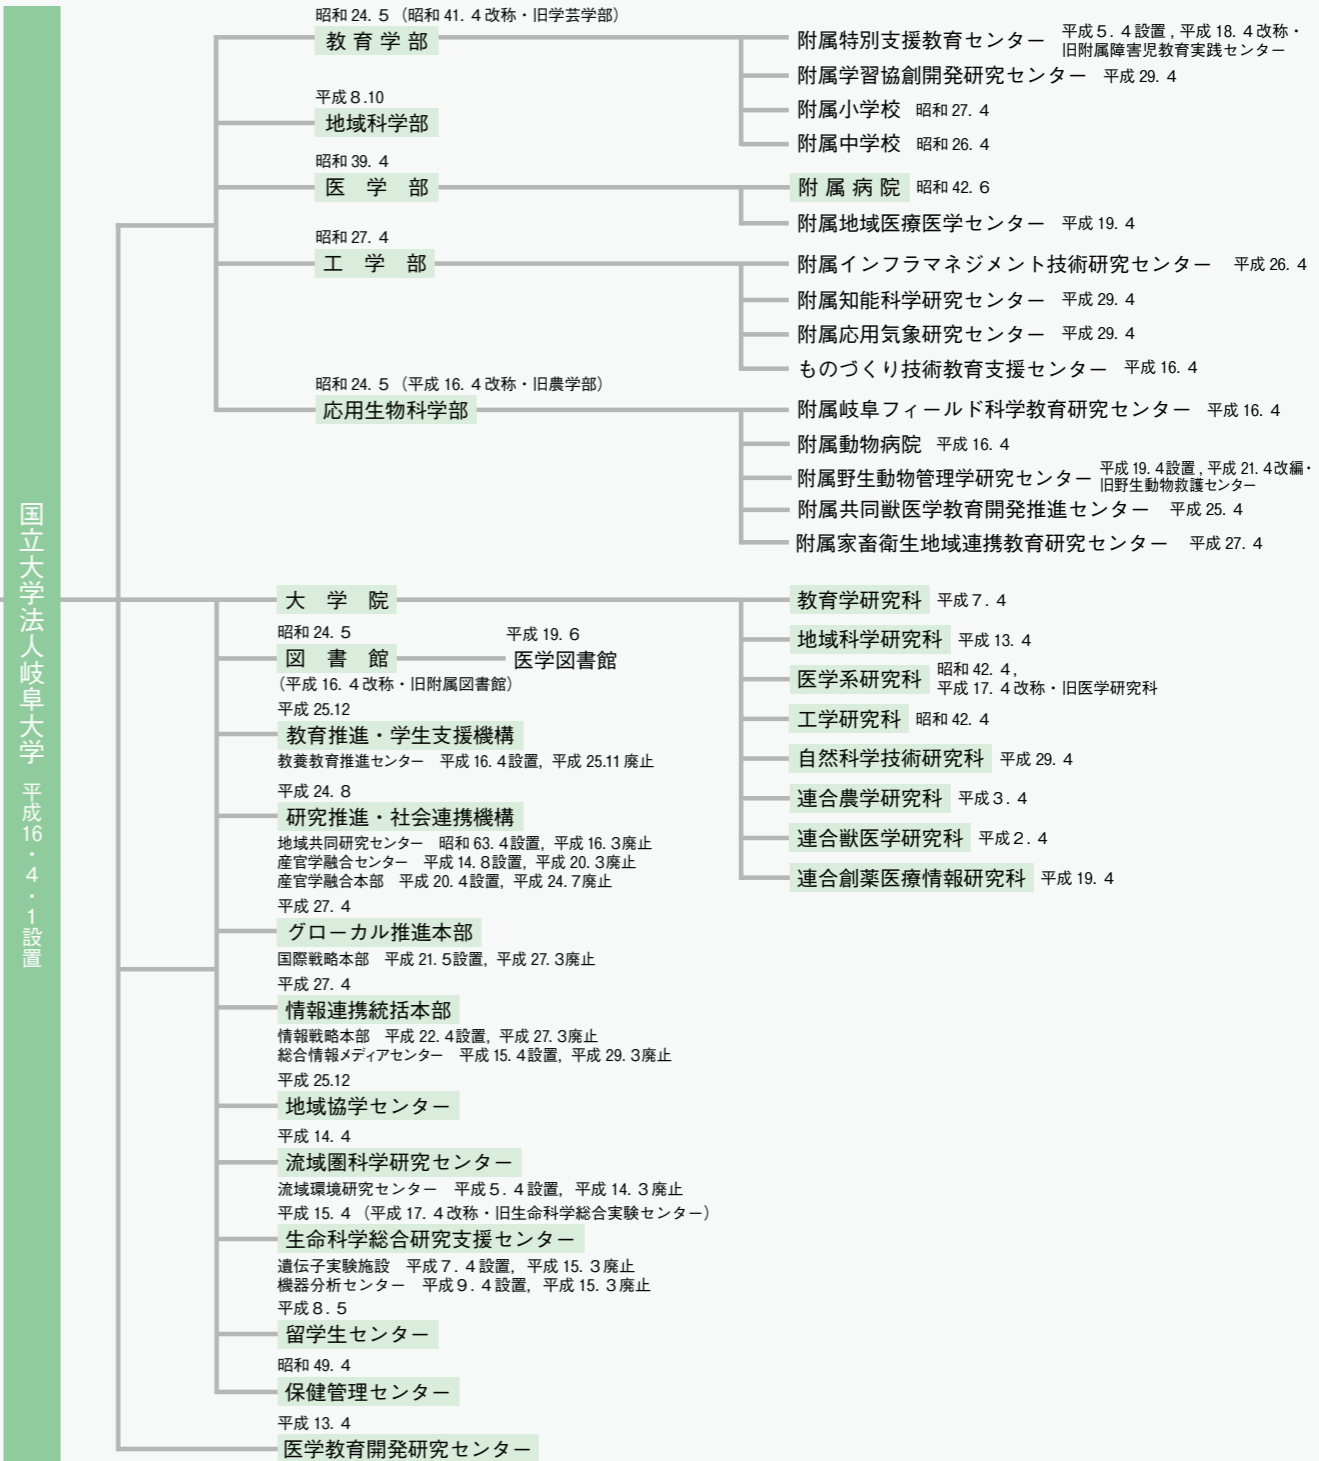 国立大学法人岐阜大学 平成16・4・1設置
昭和 24. 5（昭和 41. 4 改称・旧学芸学部）
教育学部
附属特別支援教育センター 平成 5. 4 設置 , 平成 18. 4 改称・
旧附属障害児教育実践センター
附属学習協創開発研究センター 平成 29. 4
附属小学校 昭和 27. 4
附属中学校 昭和 26. 4
平成 8.10
地域科学部
昭和 39. 4
医 学 部
附属病院 昭和 42. 6
附属地域医療医学センター 平成 19. 4
昭和 27. 4
工 学 部
附属インフラマネジメント技術研究センター 平成 26. 4
附属知能科学研究センター 平成 29. 4
附属応用気象研究センター 平成 29. 4
ものづくり技術教育支援センター 平成 16. 4
昭和 24. 5（平成 16. 4 改称・旧農学部）
応用生物科学部
附属岐阜フィールド科学教育研究センター 平成 16. 4
附属動物病院 平成 16. 4
附属野生動物管理学研究センター 平成 19. 4 設置 , 平成 21. 4 改編・
旧野生動物救護センター
附属共同獣医学教育開発推進センター 平成 25. 4
附属家畜衛生地域連携教育研究センター 平成 27. 4
大 学 院
教育学研究科 平成 7. 4
地域科学研究科 平成 13. 4
医学系研究科 昭和 42. 4 ,
平成 17. 4 改称・旧医学研究科
工学研究科 昭和 42. 4
自然科学技術研究科 平成 29. 4
連合農学研究科 平成 3. 4
連合獣医学研究科 平成 2. 4
連合創薬医療情報研究科 平成 19. 4
昭和 24. 5
図 書 館
平成 19. 6
医学図書館
（平成 16. 4 改称・旧附属図書館）
平成 25.12
教育推進・学生支援機構
教養教育推進センター 平成 16. 4 設置，平成 25.11 廃止
平成 24. 8
研究推進・社会連携機構
地域共同研究センター 昭和 63. 4 設置，平成 16. 3 廃止
産官学融合センター 平成 14. 8 設置，平成 20. 3 廃止
産官学融合本部 平成 20. 4 設置，平成 24. 7 廃止
平成 27. 4
グローカル推進本部
国際戦略本部 平成 21. 5 設置，平成 27. 3 廃止
平成 27. 4
情報連携統括本部
情報戦略本部 平成 22. 4 設置，平成 27. 3 廃止
総合情報メディアセンター 平成 15. 4 設置，平成 29. 3 廃止
平成 25.12
地域協学センター
平成 14. 4
流域圏科学研究センター
流域環境研究センター 平成 5. 4 設置，平成 14. 3 廃止
平成 15. 4（平成 17. 4 改称・旧生命科学総合実験センター）
生命科学総合研究支援センター
遺伝子実験施設 平成 7. 4 設置，平成 15. 3 廃止
機器分析センター 平成 9. 4 設置，平成 15. 3 廃止
平成 8. 5
留学生センター
昭和 49. 4
保健管理センター
平成 13. 4
医学教育開発研究センター